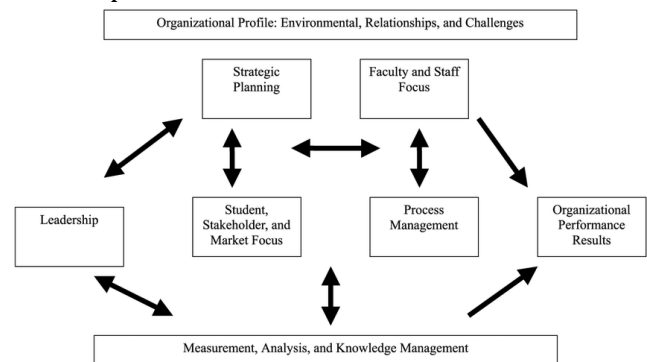 Organizational Profile: Environmental, Relationships, and Challenges
Strategic
Planning
Faculty and Staff
Focus
Leadership
Student,
Stakeholder, and
Market Focus
Process
Management
Organizational
Performance
Results
Measurement, Analysis, and Knowledge Management